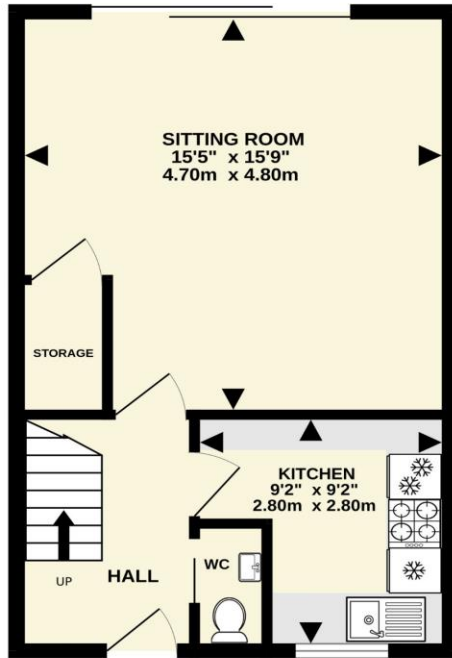 SITTING ROOM
15'5" x 15'9"
4.70m x 4.80m
STORAGE
KITCHEN
9'2" x 9'2"
2.80m x 2.80m
WC
UP
HALL